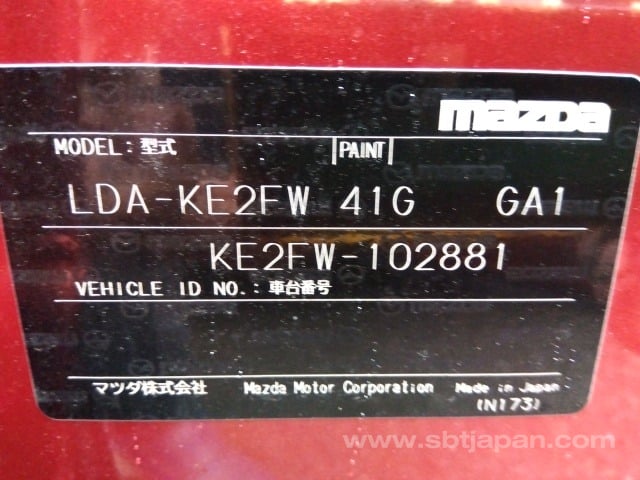 mazda
MODEL: 型式 |PAINT|
LDA-KE2FW 41G GA1
KE2FW-102881
VEHICLE ID NO.: 車台番号
マツダ株式会社 Mazda Motor Corporation Made in Japan
(N173)
www.sbtjapan.com